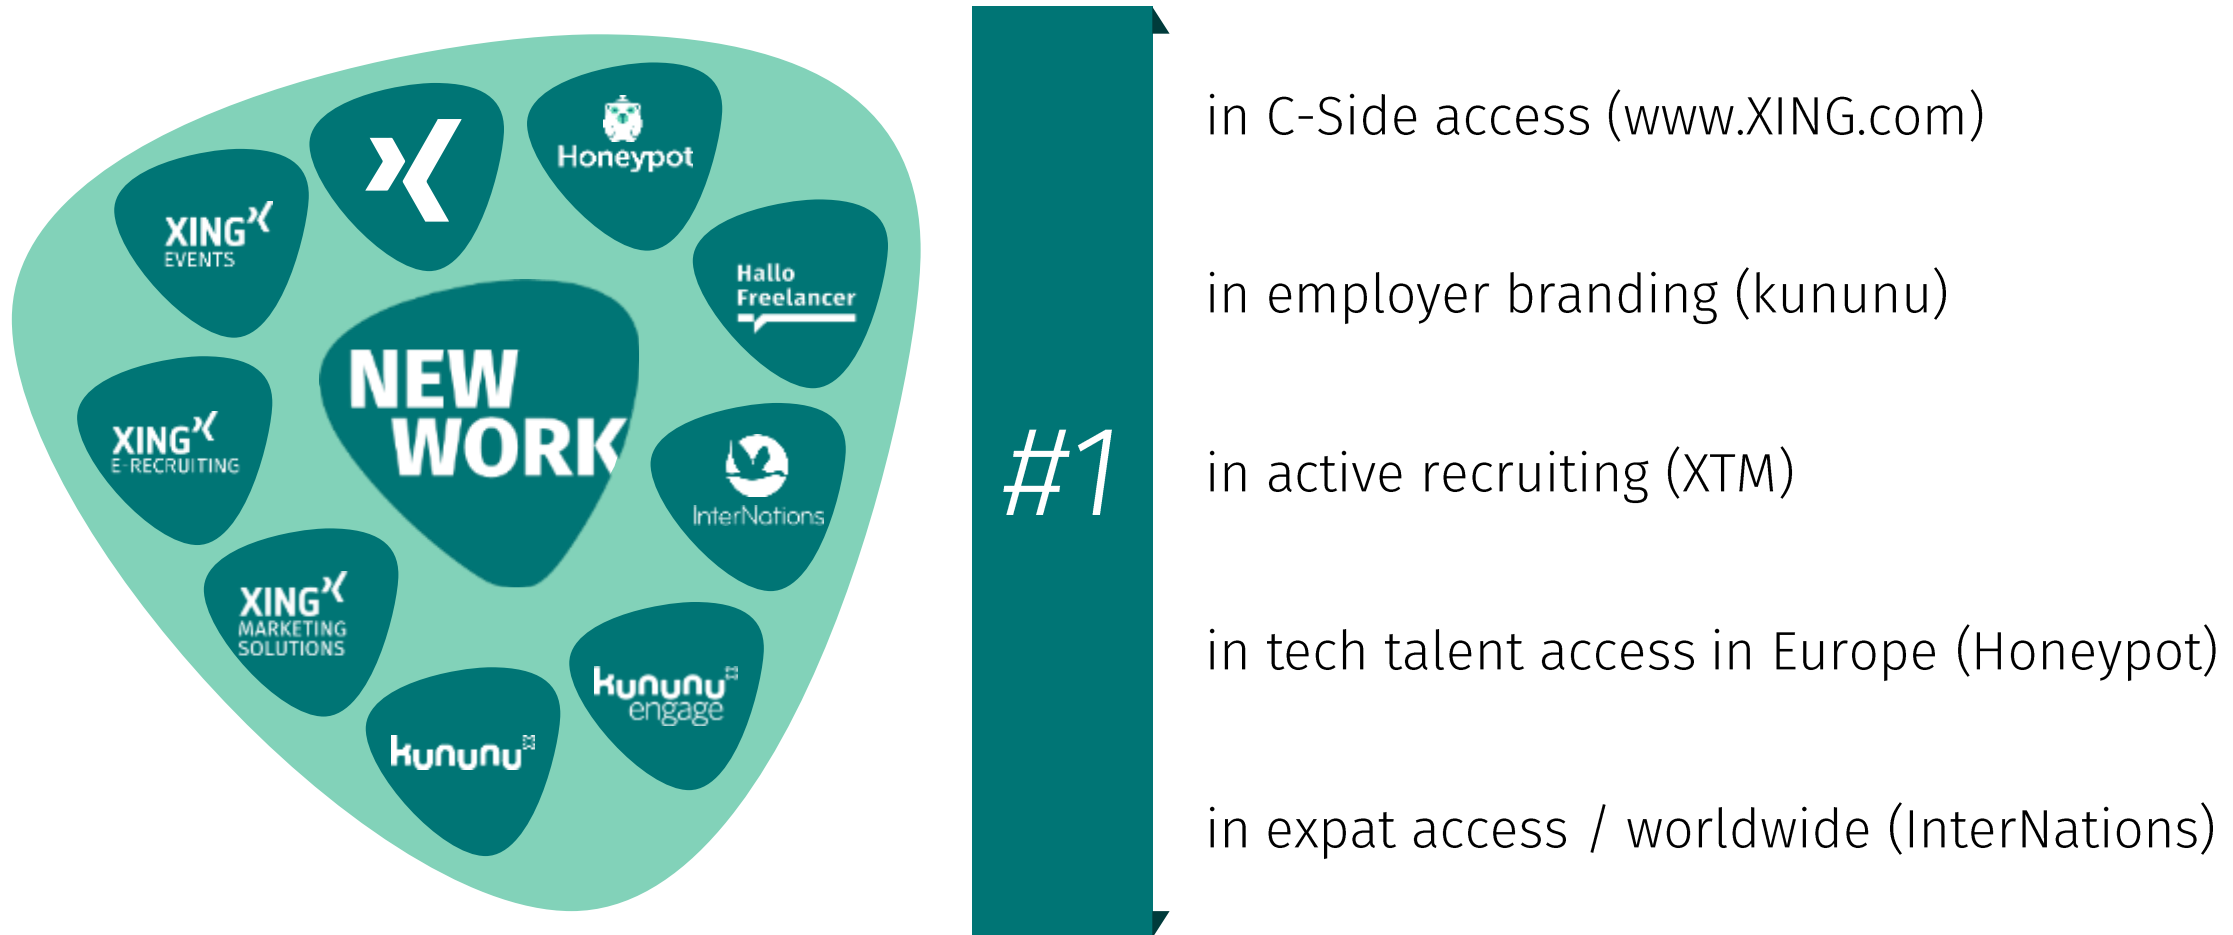 Honeypot
XING
EVENTS
Hallo
Freelancer
NEW
WORK
XING
E-RECRUITING
InterNations
XING
MARKETING
SOLUTIONS
kununu
engage
kununu
#1
in C-Side access (www.XING.com)
in employer branding (kununu)
in active recruiting (XTM)
in tech talent access in Europe (Honeypot)
in expat access / worldwide (InterNations)